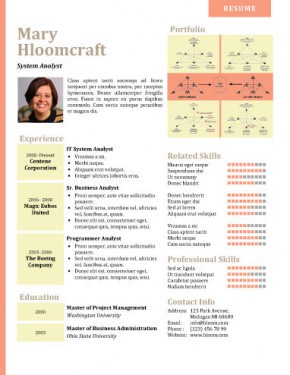 RESUME
Mary
Hloomcraft
System Analyst
Class aptent taciti sociosqu ad litora
torquent per conubia nostra, per inceptos
hymenaeos. Donec ullamcorper fringilla
eros. Fusce in sapien eu purus dapibus
commodo. Cum sociis natoque penatibus
et magnis dis.
Experience
2008- Present
Centene
Corporation
IT System Analyst
Vivamus a mi.
Morbi neque.
Aliquam erat volutpat.
Integer ultrices lobortis eros.
2006- 2008
Magic Eubus
United
Sr. Business Analyst
Proin semper, ante vitae sollicitudin
posuere.
Sed velit urna, interdum vel, ultricies
vel, faucibus at, quam.
Donec elit est, consectetuer eget,
consequat quis, tempus quis, wisi.
2003-2006
The Boeing
Company
Programmer Analyst
Proin semper, ante vitae sollicitudin
posuere.
Sed velit urna, interdum vel, ultricies
vel, faucibus at, quam.
Donec elit est, consectetuer eget,
consequat quis, tempus quis, wisi.
Education
2000
Master of Project Management
Washington University
2003
Master of Business Administration
Ohio State University
Portfolio
Related Skills
Mauris eget neque
Suspendisse dui
Ut nonummy
Donec blandit
Donec hendrerit
Etiam eget dui
Sed at lorem
Aliquam erat volutpat
Vivamus a mi.
Morbi neque
Cum sociis natoque
Professional Skills
Sed ac ligula
Ut tincidunt volutpat
Curabitur posuere
Nullam hendrerit
Contact Info
Address: 123 Park Avenue,
Michigan MI 60689
Email: info@hloom.com
Phone: (123) 456 78 99
Website: www.hloom.com